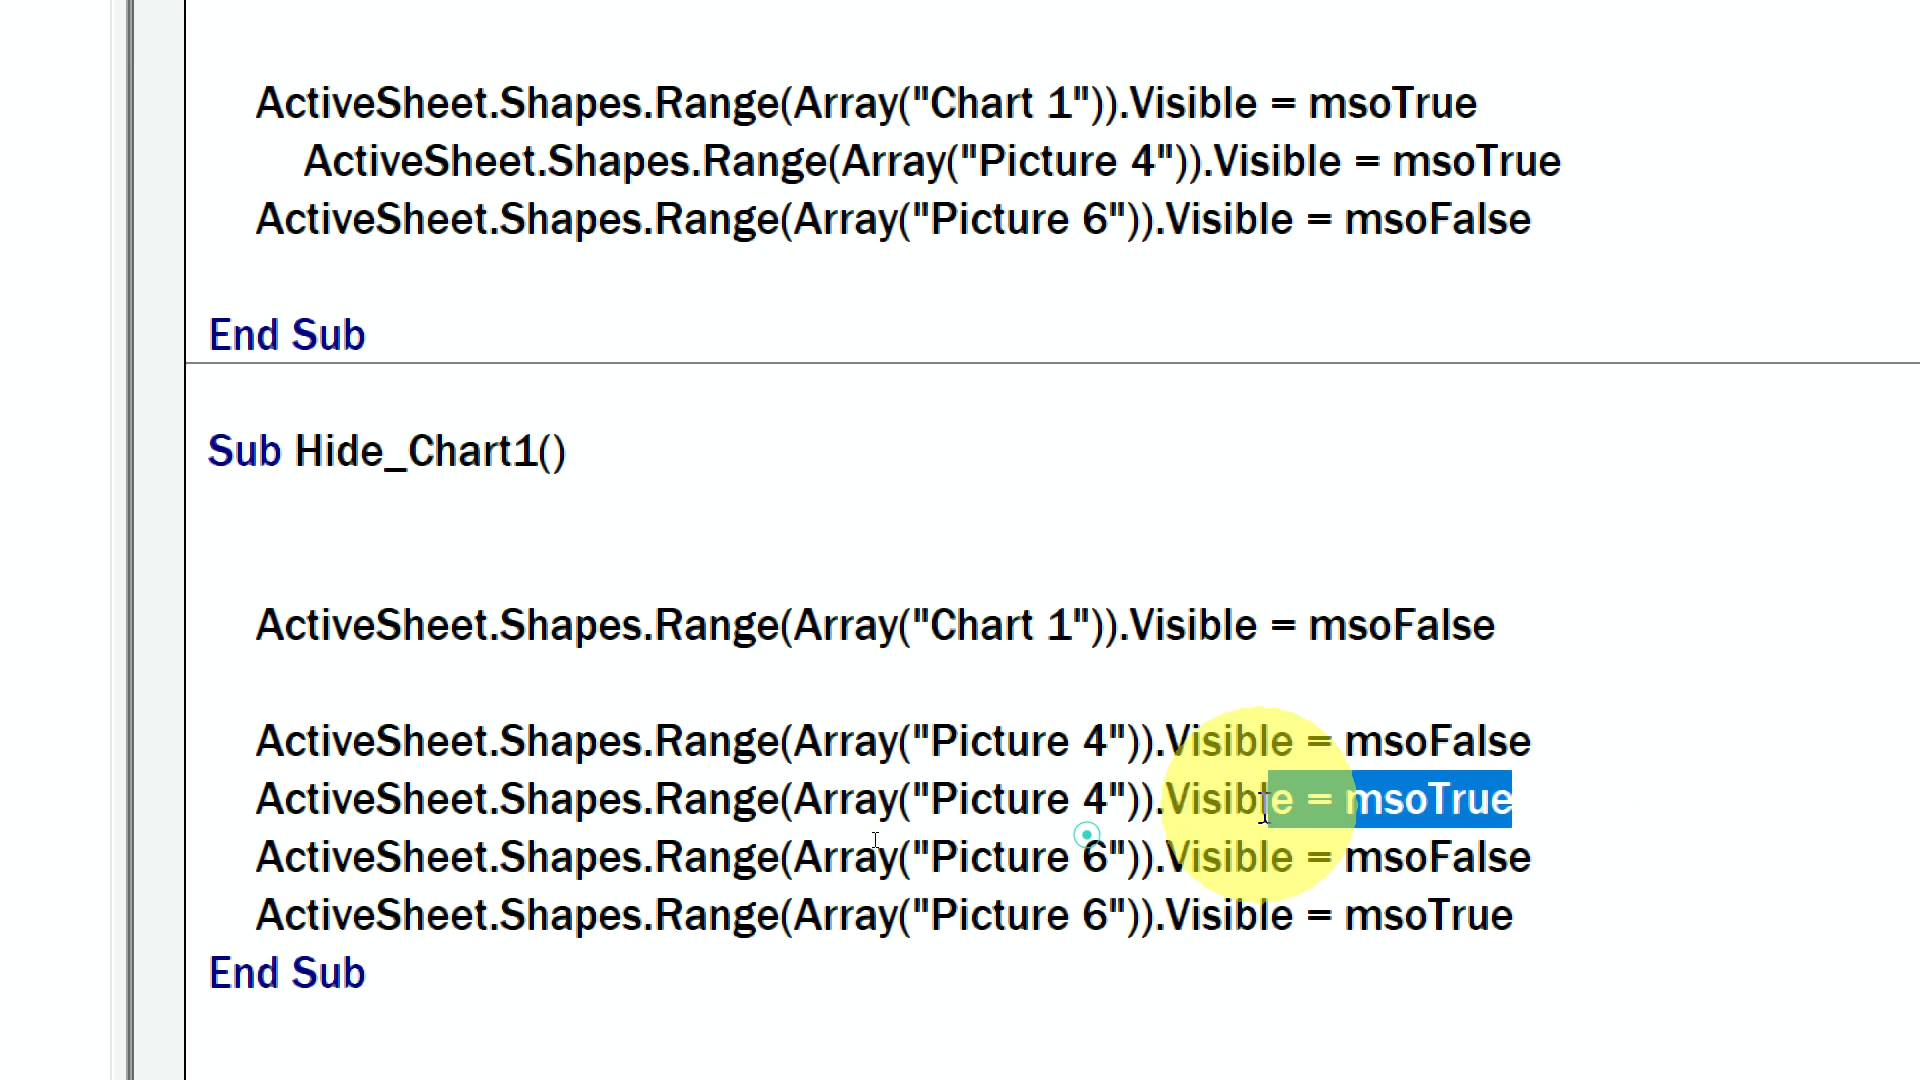 ActiveSheet.Shapes.Range(Array("Chart 1")).Visible = msoTrue
ActiveSheet.Shapes.Range(Array("Picture 4")).Visible = msoTrue
ActiveSheet.Shapes.Range(Array("Picture 6")).Visible = msoFalse
End Sub
Sub Hide_Chart1()
ActiveSheet.Shapes.Range(Array("Chart 1")).Visible = msoFalse
ActiveSheet.Shapes.Range(Array("Picture 4")).Visible = msoFalse
ActiveSheet.Shapes.Range(Array("Picture 4")).Visible = msoTrue
ActiveSheet.Shapes.Range(Array("Picture 6")).Visible = msoFalse
ActiveSheet.Shapes.Range(Array("Picture 6")).Visible = msoTrue
End Sub